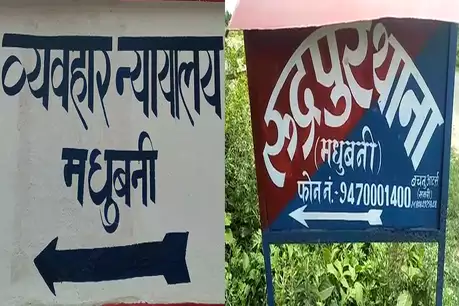 व्यवहार न्यायालय
मधुबनी
रूद्रपुर थाना
(मधुबनी)
फोन नं.-9470001400